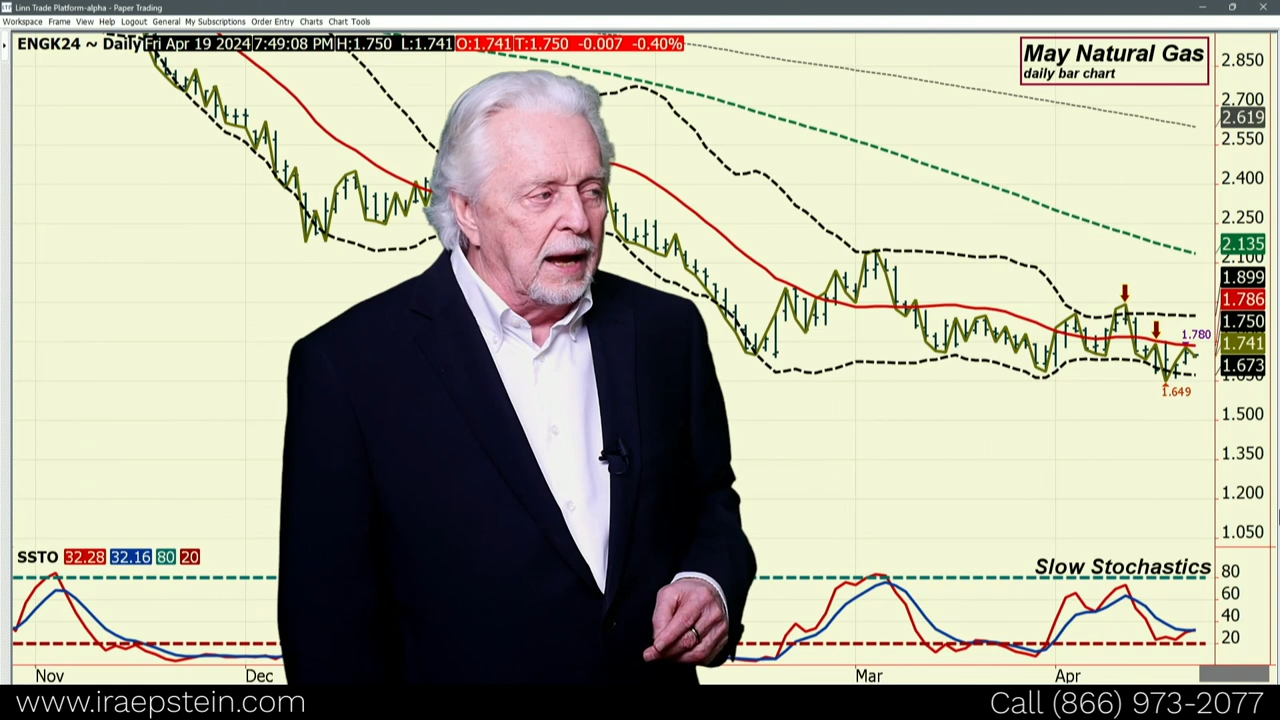 Linn Trade Platform-alpha - Paper Trading
Workspace Frame View Help Logout General My Subscriptions Order Entry Charts Chart Tools
ENGK24 ~ Daily Fri Apr 19 2024 7:49:08 PM H:1.750 L:1.741 O:1.741 T:1.750 -0.007 -0.40%
May Natural Gas
daily bar chart
2.850
2.700
2.619
2.550
2.400
2.250
2.135
2.100
1.899
1.786
1.750
1.780
1.741
1.673
1.649
1.500
1.350
1.200
1.050
SSTO 32.28 32.16 80 20
Slow Stochastics
80
60
40
20
Nov Dec Mar Apr
www.iraepstein.com Call (866) 973-2077